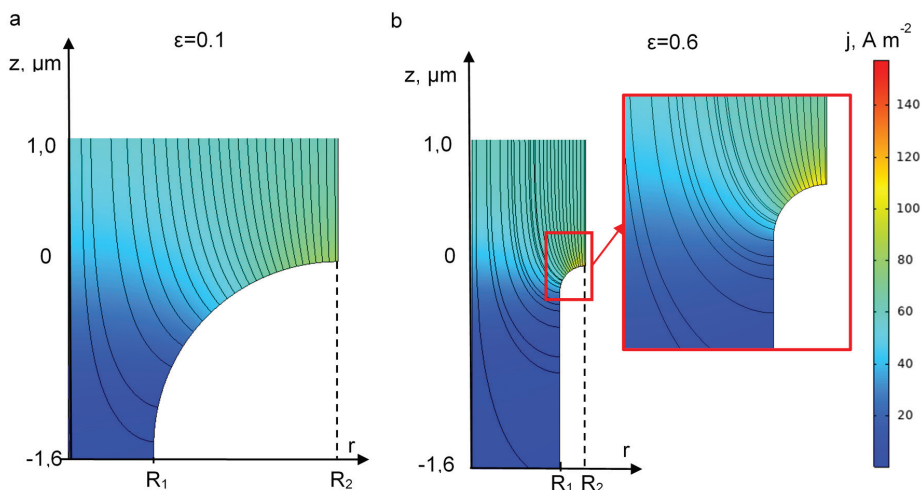 a
ε=0.1
z, µm
1,0
0
-1,6
R₁
r
R₂
b
ε=0.6
z, µm
1,0
0
-1,6
R₁
R₂
r
j, A m⁻²
140
120
100
80
60
40
20